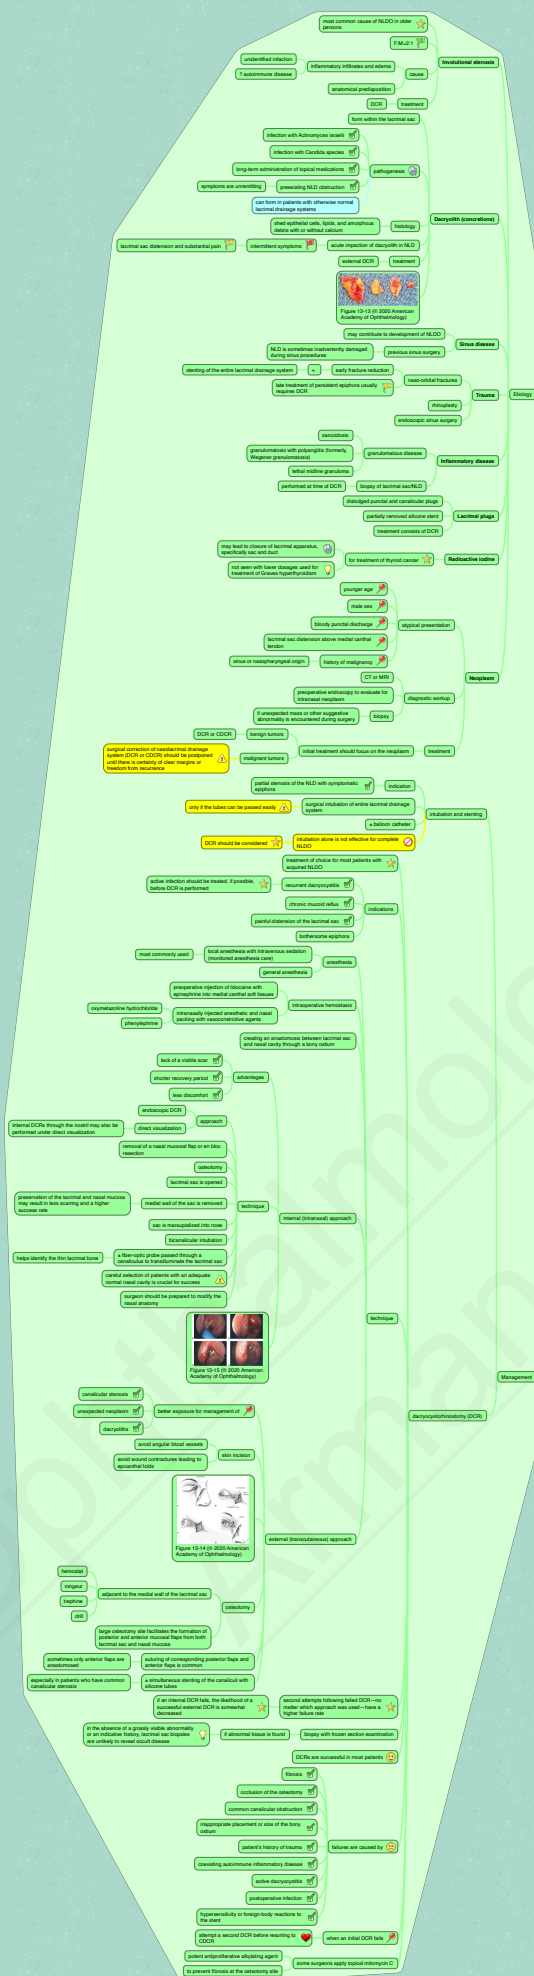 most common cause of NLDO in older
persons
F:M=2:1
unidentified infection
? autoimmune disease
inflammatory infiltrates and edema
anatomical predisposition
cause
DCR
treatment
Involutional stenosis
form within the lacrimal sac
infection with Actinomyces israelii
infection with Candida species
long-term administration of topical medications
symptoms are unremitting
preexisting NLD obstruction
can form in patients with otherwise normal
lacrimal drainage systems
pathogenesis
shed epithelial cells, lipids, and amorphous
debris with or without calcium
histology
lacrimal sac distension and substantial pain
intermittent symptoms
acute impaction of dacryolith in NLD
external DCR
treatment
Figure 13-13 (© 2020 American
Academy of Ophthalmology)
Dacryolith (concretions)
may contribute to development of NLDO
NLD is sometimes inadvertently damaged
during sinus procedures
previous sinus surgery
Sinus disease
stenting of the entire lacrimal drainage system
+.
early fracture reduction
late treatment of persistent epiphora usually
requires DCR
naso-orbital fractures
rhinoplasty
endoscopic sinus surgery
Trauma
Etiology
sarcoidosis
granulomatosis with polyangiitis (formerly,
Wegener granulomatosis)
lethal midline granuloma
granulomatous disease
performed at time of DCR
biopsy of lacrimal sac/NLD
Inflammatory disease
dislodged punctal and canalicular plugs
partially removed silicone stent
treatment consists of DCR
Lacrimal plugs
may lead to closure of lacrimal apparatus,
specifically sac and duct
not seen with lower dosages used for
treatment of Graves hyperthyroidism
for treatment of thyroid cancer
Radioactive iodine
younger age
male sex
bloody punctal discharge
lacrimal sac distension above medial canthal
tendon
sinus or nasopharyngeal origin
history of malignancy
atypical presentation
CT or MRI
preoperative endoscopy to evaluate for
intranasal neoplasm
if unexpected mass or other suggestive
abnormality is encountered during surgery
biopsy
diagnostic workup
Neoplasm
DCR or CDCR
benign tumors
surgical correction of nasolacrimal drainage
system (DCR or CDCR) should be postponed
until there is certainty of clear margins or
freedom from recurrence
malignant tumors
initial treatment should focus on the neoplasm
treatment
partial stenosis of the NLD with symptomatic
epiphora
indication
only if the tubes can be passed easily
surgical intubation of entire lacrimal drainage
system
± balloon catheter
DCR should be considered
intubation alone is not effective for complete
NLDO
intubation and stenting
treatment of choice for most patients with
acquired NLDO
active infection should be treated, if possible,
before DCR is performed
recurrent dacryocystitis
chronic mucoid reflux
painful distension of the lacrimal sac
bothersome epiphora
indications
most commonly used
local anesthesia with intravenous sedation
(monitored anesthesia care)
general anesthesia
anesthesia
preoperative injection of lidocaine with
epinephrine into medial canthal soft tissues
oxymetazoline hydrochloride
phenylephrine
intranasally injected anesthetic and nasal
packing with vasoconstrictive agents
intraoperative hemostasis
creating an anastomosis between lacrimal sac
and nasal cavity through a bony ostium
lack of a visible scar
shorter recovery period
less discomfort
advantages
endoscopic DCR
Internal DCRs through the nostril may also be
performed under direct visualization
direct visualization
approach
removal of a nasal mucosal flap or en bloc
resection
osteotomy
lacrimal sac is opened
preservation of the lacrimal and nasal mucosa
may result in less scarring and a higher
success rate
medial wall of the sac is removed
sac is marsupialized into nose
bicanalicular intubation
helps identify the thin lacrimal bone
± fiber-optic probe passed through a
canaliculus to transilluminate the lacrimal sac
careful selection of patients with an adequate
normal nasal cavity is crucial for success
surgeon should be prepared to modify the
nasal anatomy
technique
Figure 13-15 (© 2020 American
Academy of Ophthalmology)
internal (intranasal) approach
technique
Management
canalicular stenosis
unexpected neoplasm
dacryoliths
better exposure for management of
avoid angular blood vessels
avoid wound contractures leading to
epicanthal folds
skin incision
Figure 13-14 (© 2020 American
Academy of Ophthalmology)
external (transcutaneous) approach
dacryocystorhinostomy (DCR)
hemostat
rongeur
trephine
drill
adjacent to the medial wall of the lacrimal sac
large osteotomy site facilitates the formation of
posterior and anterior mucosal flaps from both
lacrimal sac and nasal mucosa
osteotomy
sometimes only anterior flaps are
anastomosed
suturing of corresponding posterior flaps and
anterior flaps is common
especially in patients who have common
canalicular stenosis
± simultaneous stenting of the canaliculi with
silicone tubes
if an internal DCR fails, the likelihood of a
successful external DCR is somewhat
decreased
second attempts following failed DCR—no
matter which approach was used—have a
higher failure rate
in the absence of a grossly visible abnormality
or an indicative history, lacrimal sac biopsies
are unlikely to reveal occult disease
if abnormal tissue is found
biopsy with frozen section examination
DCRs are successful in most patients
fibrosis
occlusion of the osteotomy
common canalicular obstruction
inappropriate placement or size of the bony
ostium
patient's history of trauma
coexisting autoimmune inflammatory disease
active dacryocystitis
postoperative infection
hypersensitivity or foreign-body reactions to
the stent
failures are caused by
attempt a second DCR before resorting to
CDCR
when an initial DCR fails
potent antiproliferative alkylating agent
to prevent fibrosis at the osteotomy site
some surgeons apply topical mitomycin C